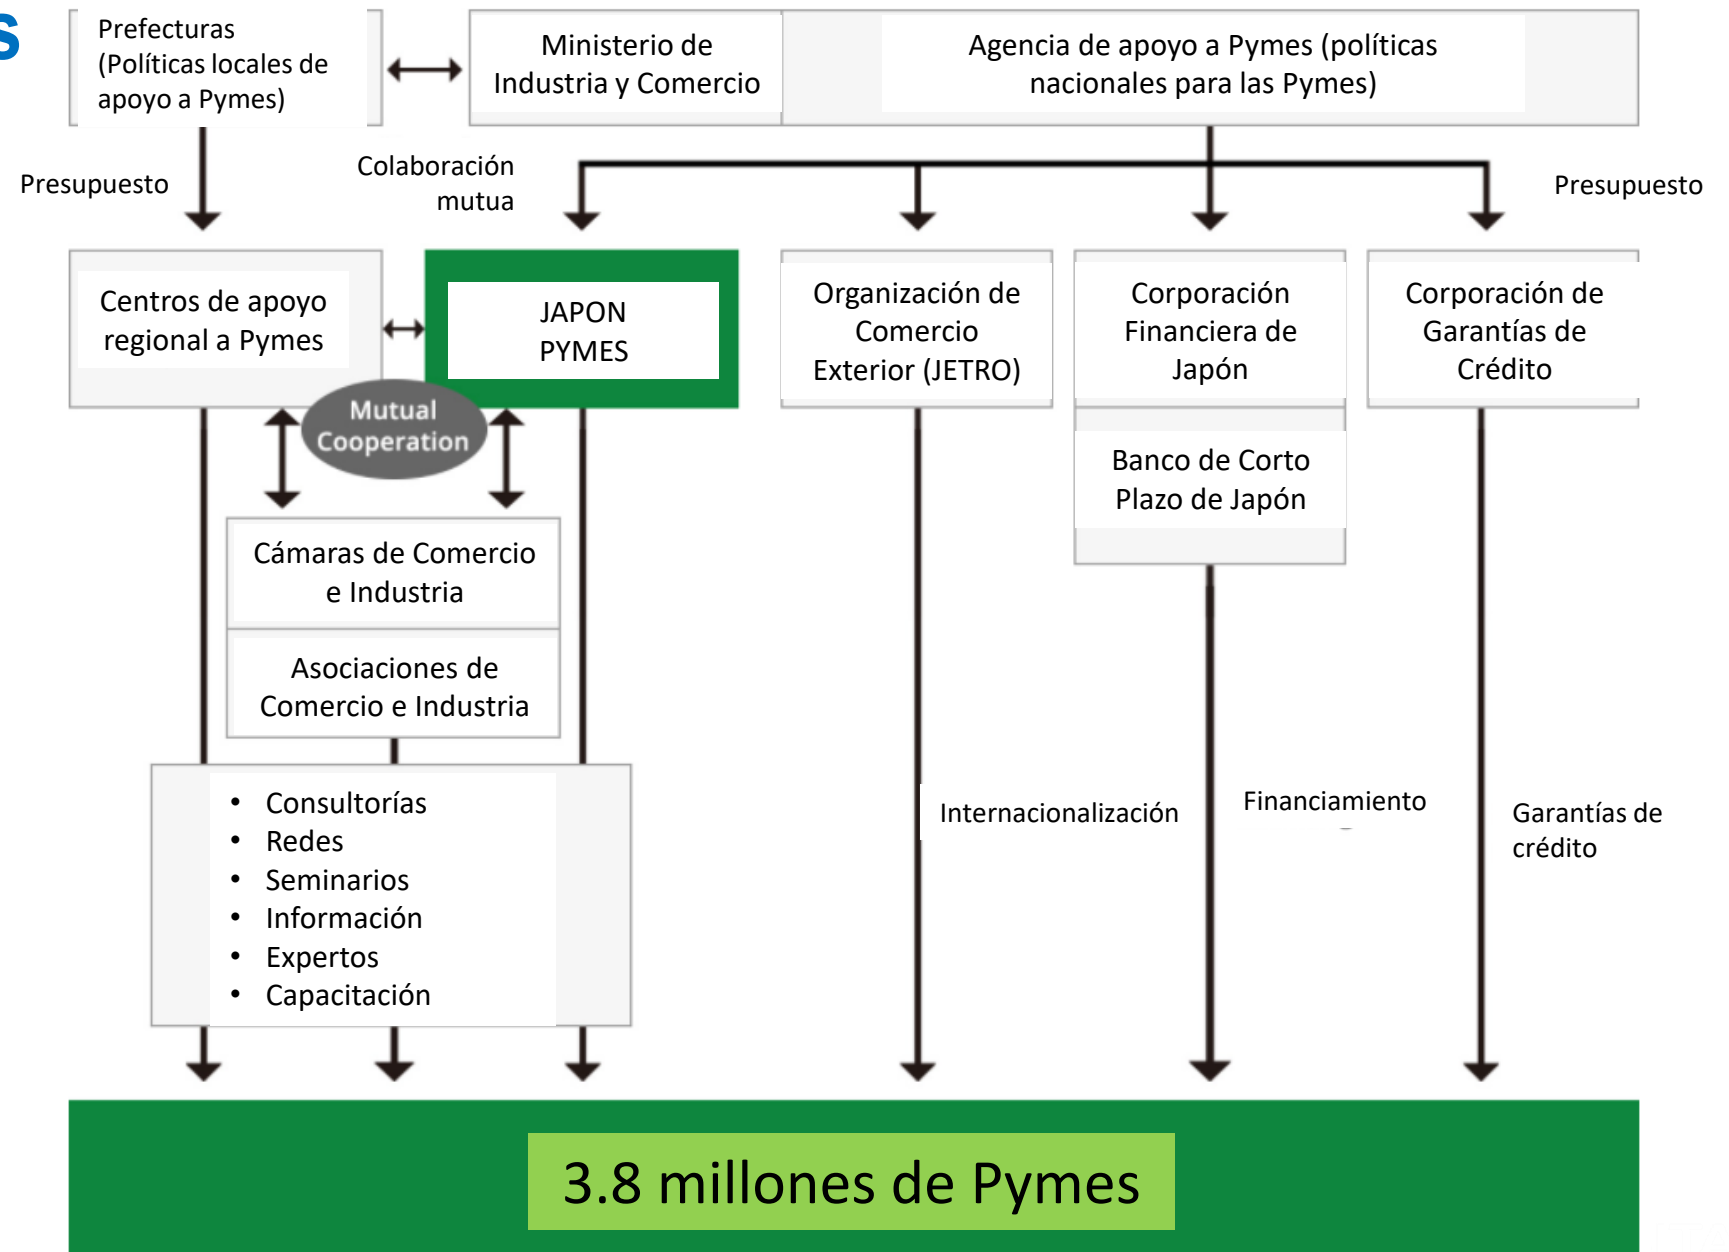 s
Prefecturas
(Políticas locales de
apoyo a Pymes)
Ministerio de
Industria y Comercio
Agencia de apoyo a Pymes (políticas
nacionales para las Pymes)
Presupuesto
Colaboración
mutua
Presupuesto
Centros de apoyo
regional a Pymes
JAPON
PYMES
Organización de
Comercio
Exterior (JETRO)
Corporación
Financiera de
Japón
Corporación de
Garantías de
Crédito
Mutual
Cooperation
Banco de Corto
Plazo de Japón
Cámaras de Comercio
e Industria
Asociaciones de
Comercio e Industria
• Consultorías
• Redes
• Seminarios
• Información
• Expertos
• Capacitación
Internacionalización
Financiamiento
Garantías de
crédito
3.8 millones de Pymes